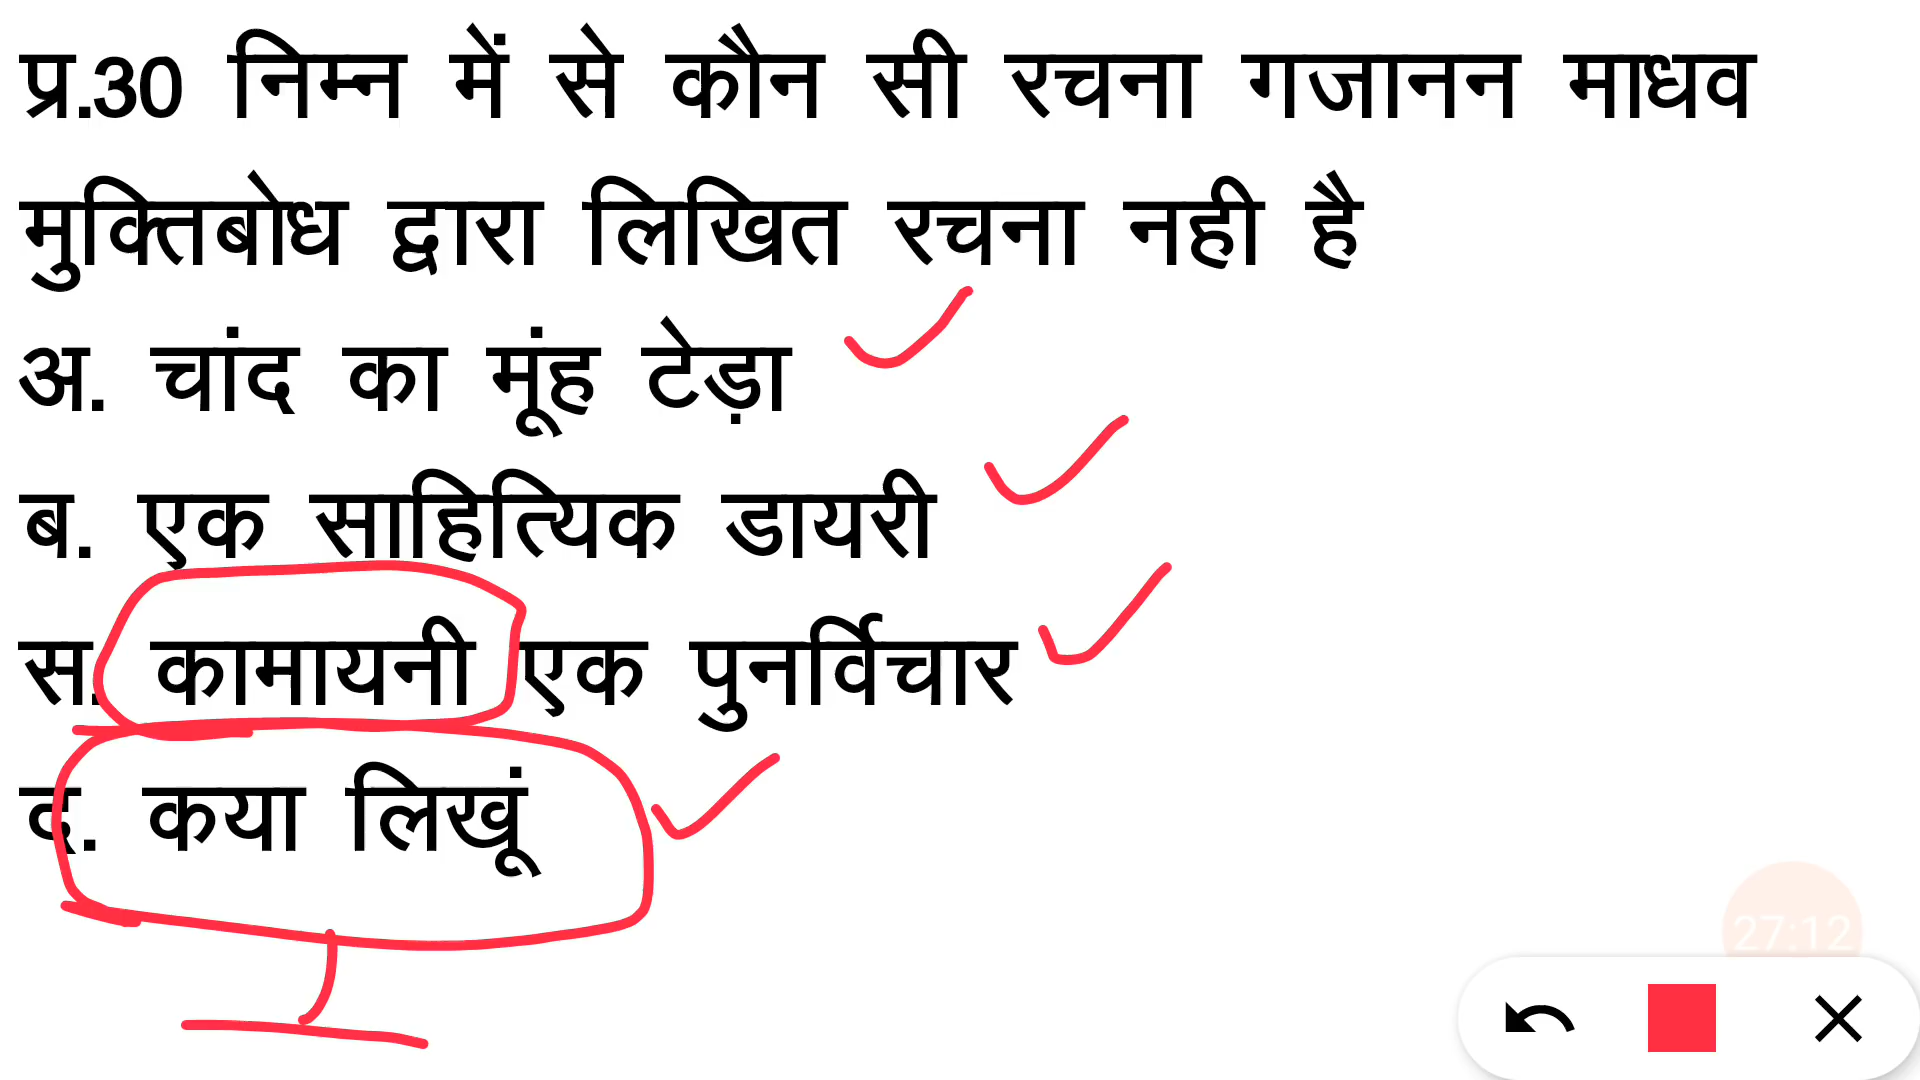 प्र.30 निम्न में से कौन सी रचना गजानन माधव
मुक्तिबोध द्वारा लिखित रचना नही है
अ. चांद का मूंह टेड़ा
ब. एक साहित्यिक डायरी
स. कामायनी एक पुनर्विचार
द. कया लिखूं
27:12